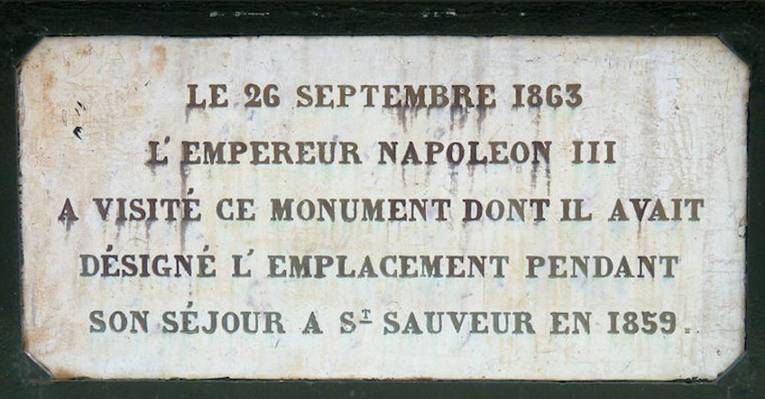 LE 26 SEPTEMBRE 1863
L'EMPEREUR NAPOLEON III
A VISITÉ CE MONUMENT DONT IL AVAIT
DÉSIGNÉ L'EMPLACEMENT PENDANT
SON SÉJOUR A ST SAUVEUR EN 1859.